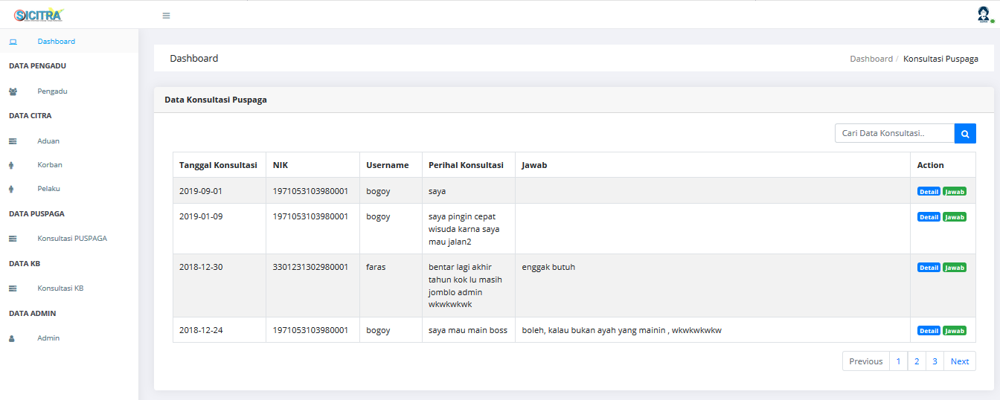 SICITRA
Dashboard
DATA PENGADU
Pengadu
DATA CITRA
Aduan
Korban
Pelaku
DATA PUSPAGA
Konsultasi PUSPAGA
DATA KB
Konsultasi KB
DATA ADMIN
Admin
Dashboard
Dashboard / Konsultasi Puspaga
Data Konsultasi Puspaga
Cari Data Konsultasi..
Tanggal Konsultasi NIK Username Perihal Konsultasi Jawab Action
2019-09-01 1971053103980001 bogoy saya Detail Jawab
2019-01-09 1971053103980001 bogoy saya pingin cepat Detail Jawab
wisuda karna saya
mau jalan2
2018-12-30 3301231302980001 faras bentar lagi akhir enggak butuh Detail Jawab
tahun kok lu masih
jomblo admin
wkwkwkwk
2018-12-24 1971053103980001 bogoy saya mau main boss boleh, kalau bukan ayah yang mainin , wkwkwkwkw Detail Jawab
Previous 1 2 3 Next